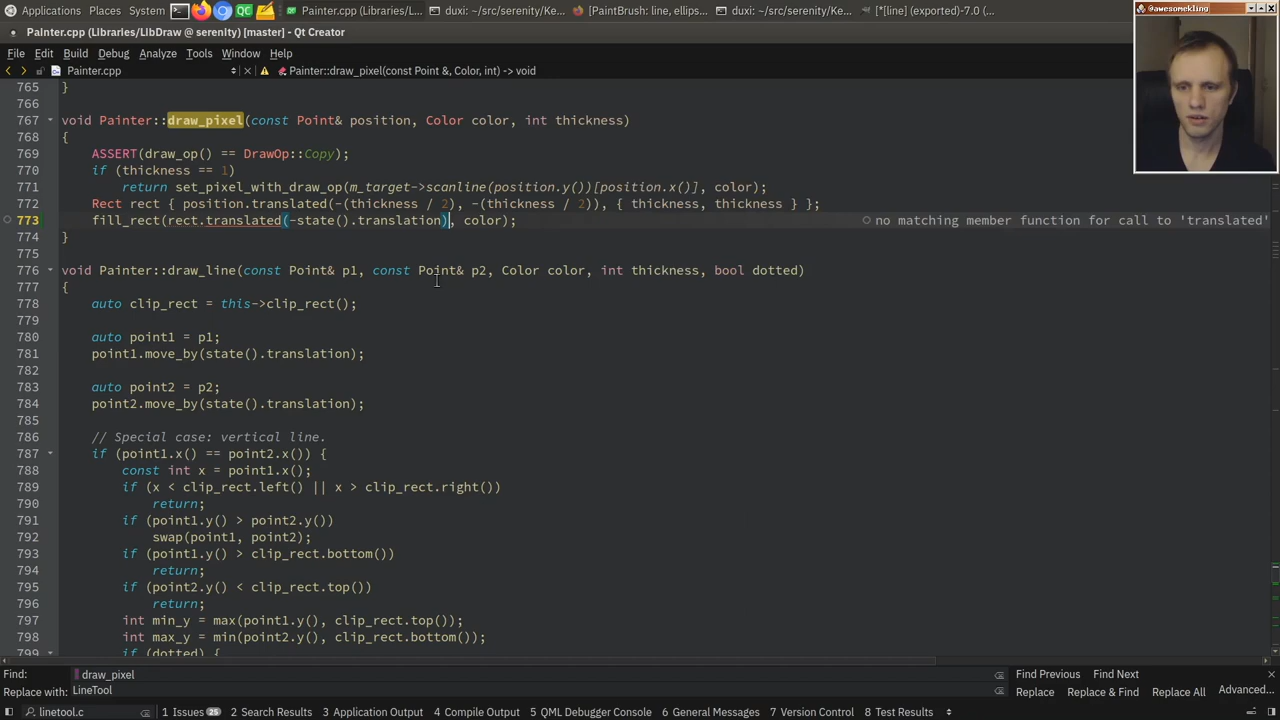 Applications Places System Painter.cpp (Libraries/L... duxi: ~/src/serenity/Ke... [PaintBrush: line, ellips... duxi: ~/src/serenity/Ke... [*[line] (exported)-7.0 (... @awesomekling
Painter.cpp (Libraries/LibDraw @ serenity) [master] - Qt Creator
File Edit Build Debug Analyze Tools Window Help
Painter.cpp Painter::draw_pixel(const Point &, Color, int) -> void
765 }
766
767 void Painter::draw_pixel(const Point& position, Color color, int thickness)
768 {
769 ASSERT(draw_op() == DrawOp::Copy);
770 if (thickness == 1)
771 return set_pixel_with_draw_op(m_target->scanline(position.y())[position.x()], color);
772 Rect rect { position.translated(-(thickness / 2), -(thickness / 2)), { thickness, thickness } };
773 fill_rect(rect.translated(-state().translation), color); no matching member function for call to 'translated'
774 }
775
776 void Painter::draw_line(const Point& p1, const Point& p2, Color color, int thickness, bool dotted)
777 {
778 auto clip_rect = this->clip_rect();
779
780 auto point1 = p1;
781 point1.move_by(state().translation);
782
783 auto point2 = p2;
784 point2.move_by(state().translation);
785
786 // Special case: vertical line.
787 if (point1.x() == point2.x()) {
788 const int x = point1.x();
789 if (x < clip_rect.left() || x > clip_rect.right())
790 return;
791 if (point1.y() > point2.y())
792 swap(point1, point2);
793 if (point1.y() > clip_rect.bottom())
794 return;
795 if (point2.y() < clip_rect.top())
796 return;
797 int min_y = max(point1.y(), clip_rect.top());
798 int max_y = min(point2.y(), clip_rect.bottom());
799 if (dotted) {
Find: draw_pixel Find Previous Find Next
Replace with: LineTool Replace Replace & Find Replace All Advanced...
linetool.c 1 Issues 25 2 Search Results 3 Application Output 4 Compile Output 5 QML Debugger Console 6 General Messages 7 Version Control 8 Test Results